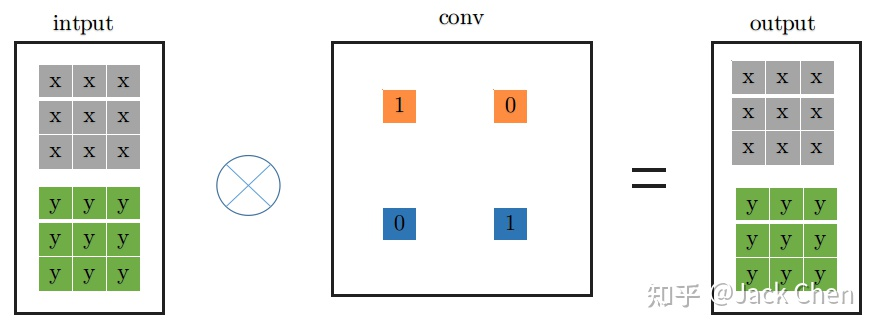 intput
conv
output
x x x
x x x
x x x
y y y
y y y
y y y
1 0
0 1
=
x x x
x x x
x x x
y y y
y y y
y y y
知乎 @Jack Chen